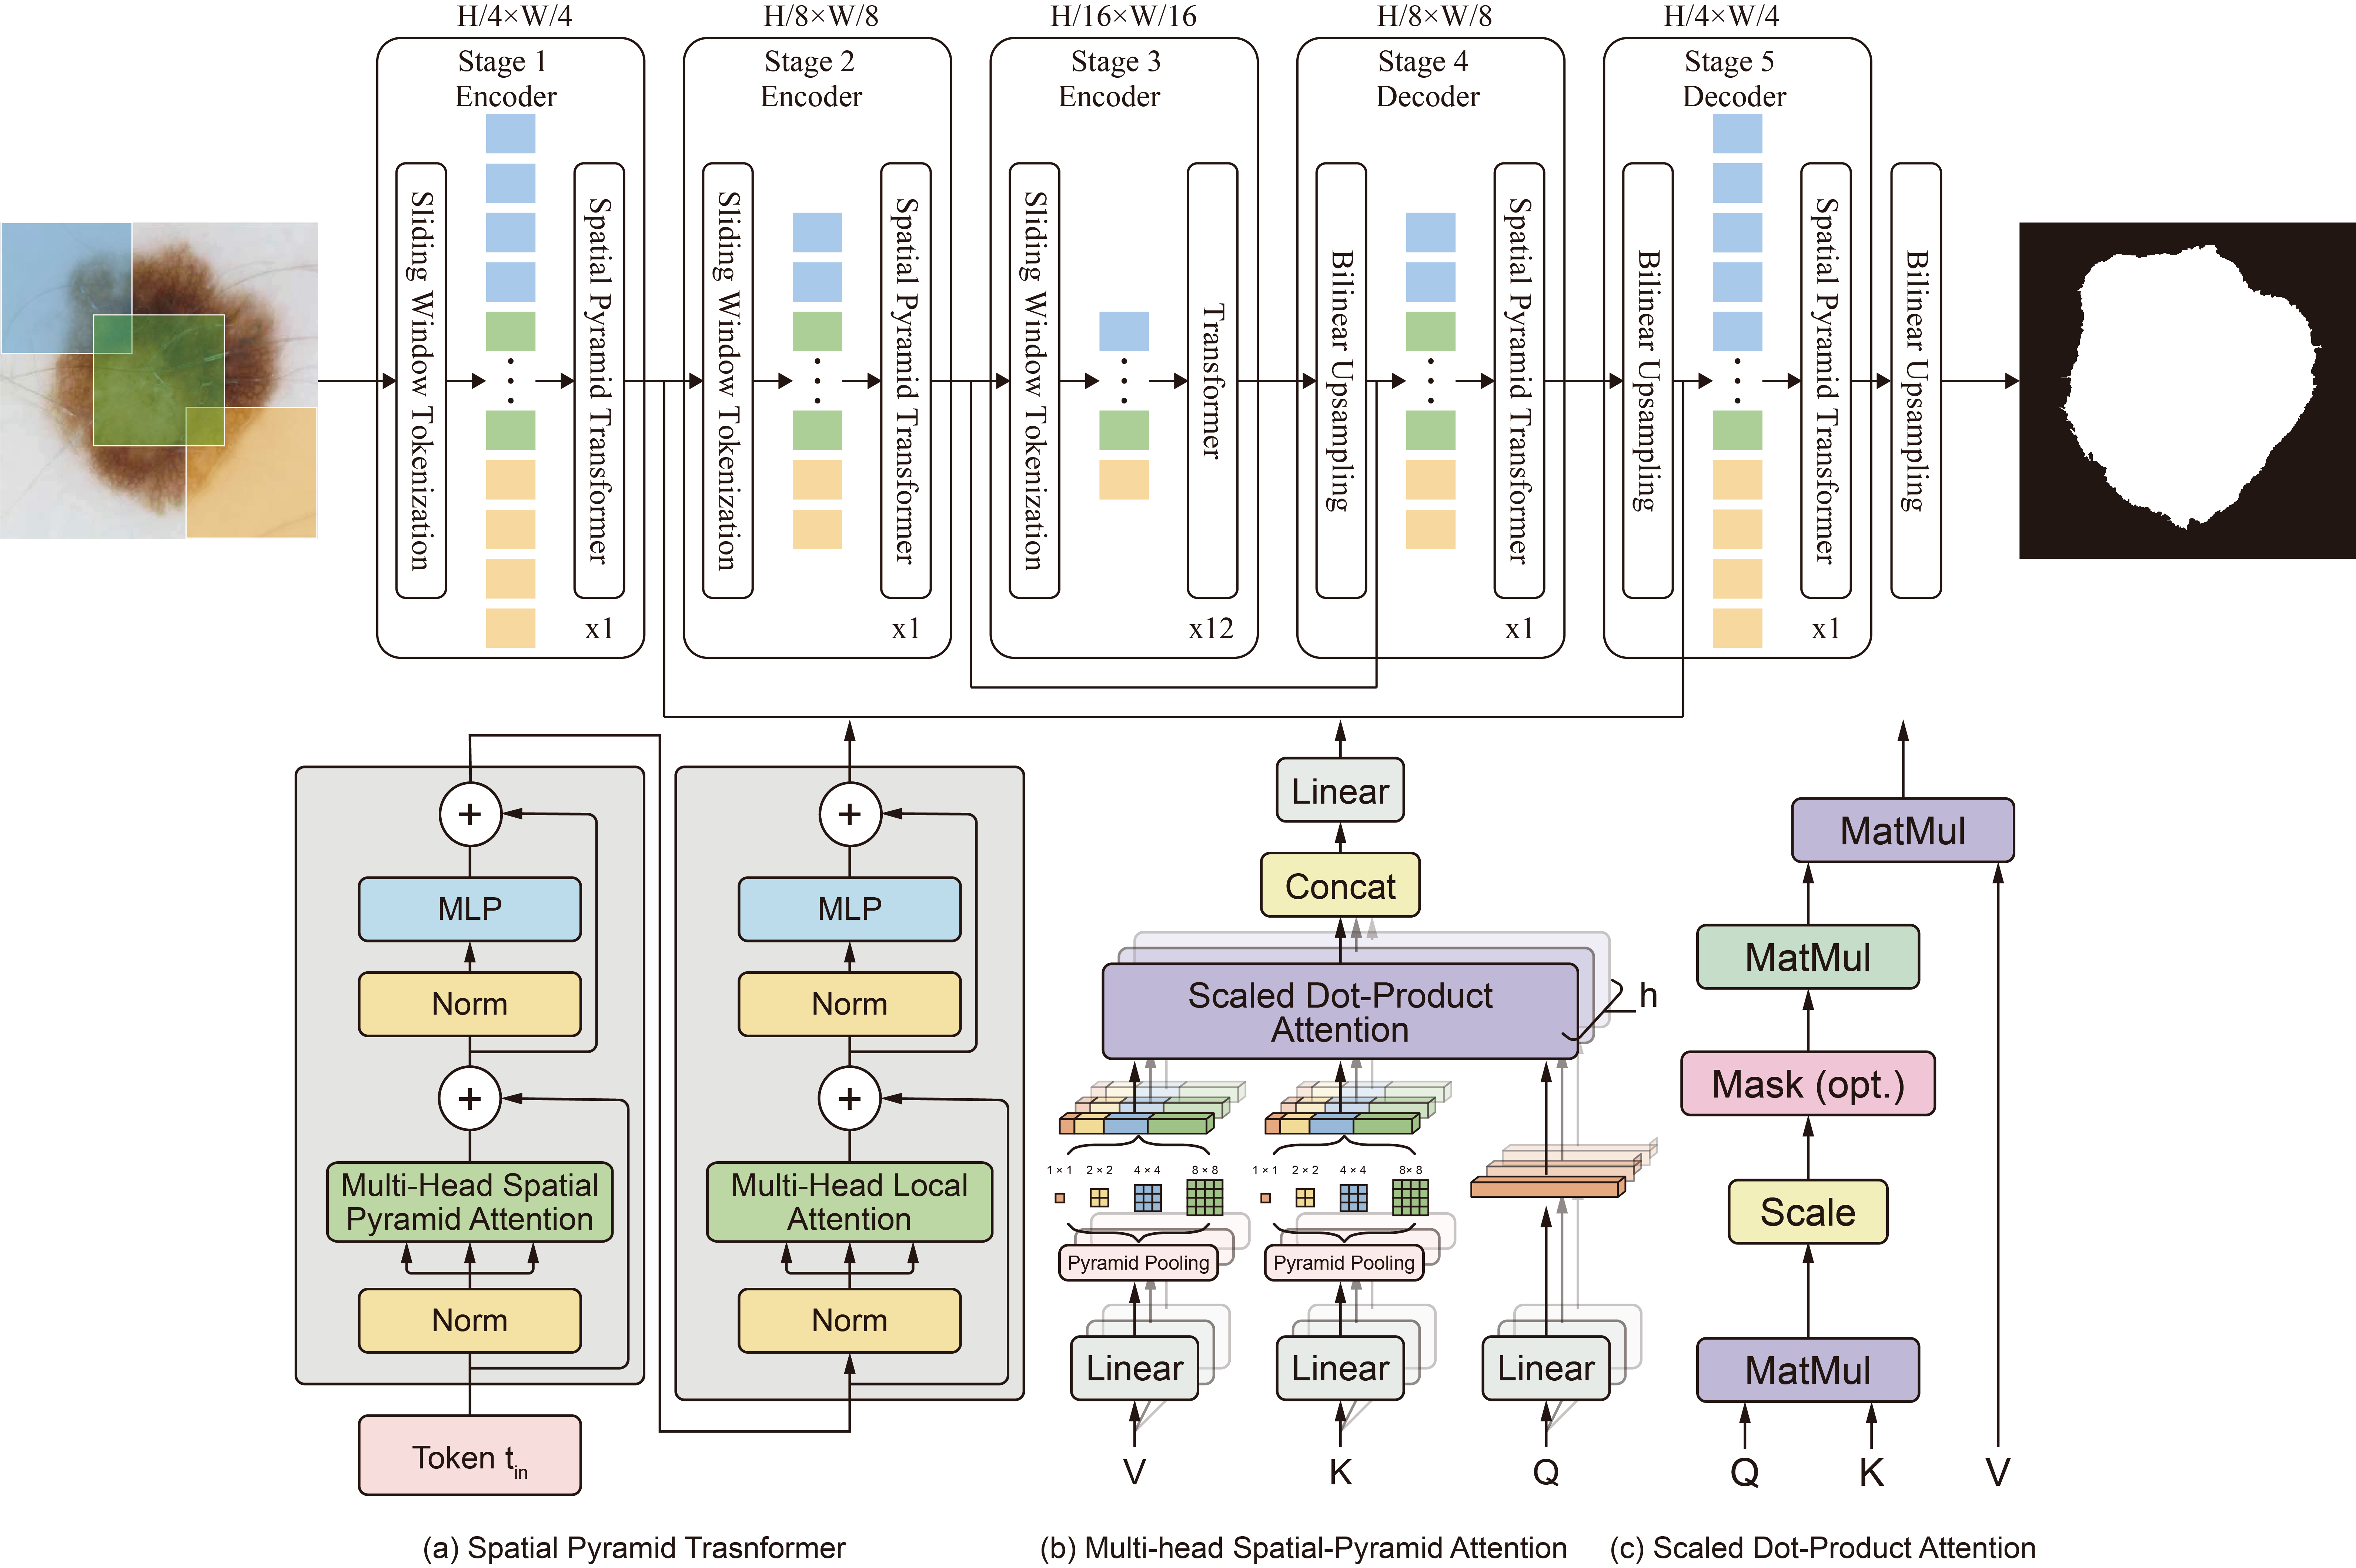 H/4×W/4
H/8×W/8
H/16×W/16
H/8×W/8
H/4×W/4
Stage 1
Encoder
Stage 2
Encoder
Stage 3
Encoder
Stage 4
Decoder
Stage 5
Decoder
Sliding Window Tokenization
Spatial Pyramid Transformer
Sliding Window Tokenization
Spatial Pyramid Transformer
Sliding Window Tokenization
Transformer
Bilinear Upsampling
Spatial Pyramid Transformer
Bilinear Upsampling
Spatial Pyramid Transformer
Bilinear Upsampling
x1
x1
x12
x1
x1
+
MLP
Norm
+
Multi-Head Spatial
Pyramid Attention
Norm
Token tin
+
MLP
Norm
+
Multi-Head Local
Attention
Norm
(a) Spatial Pyramid Trasnformer
Linear
Concat
Scaled Dot-Product
Attention
h
1 × 1
2 × 2
4 × 4
8 × 8
1 × 1
2 × 2
4 × 4
8× 8
Pyramid Pooling
Pyramid Pooling
Linear
Linear
Linear
V
K
Q
(b) Multi-head Spatial-Pyramid Attention
MatMul
MatMul
Mask (opt.)
Scale
MatMul
Q
K
V
(c) Scaled Dot-Product Attention